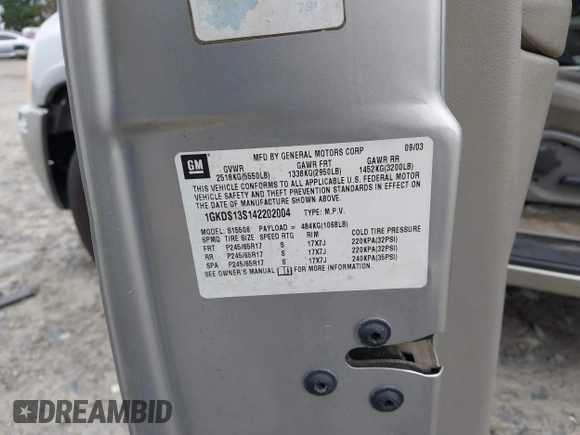 79
GM
MFD BY GENERAL MOTORS CORP 09/03
GVWR GAWR FRT GAWR RR
2518KG(5550LB) 1338KG(2950LB) 1452KG(3200LB)
THIS VEHICLE CONFORMS TO ALL APPLICABLE U.S. FEDERAL MOTOR
VEHICLE SAFETY AND THEFT PREVENTION STANDARDS IN EFFECT ON
THE DATE OF MANUFACTURE SHOWN ABOVE.
1GKDS13S142202004 TYPE: M.P.V.
MODEL: S15506 PAYLOAD = 484KG(1068LB)
SPMQ TIRE SIZE SPEED RTG RIM COLD TIRE PRESSURE
FRT P245/65R17 S 17X7J 220KPA(32PSI)
RR P245/65R17 S 17X7J 220KPA(32PSI)
SPA P245/65R17 S 17X7J 240KPA(35PSI)
SEE OWNER'S MANUAL FOR MORE INFORMATION.
DREAMBID